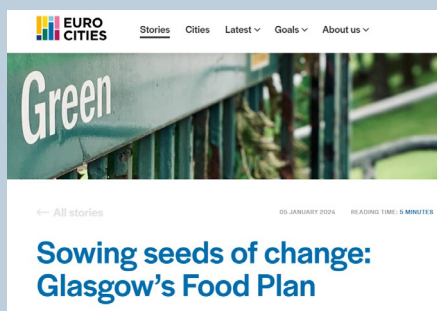 EURO
CITIES
Stories Cities Latest Goals About us
Green
← All stories
05 JANUARY 2024 READING TIME: 5 MINUTES
Sowing seeds of change:
Glasgow's Food Plan